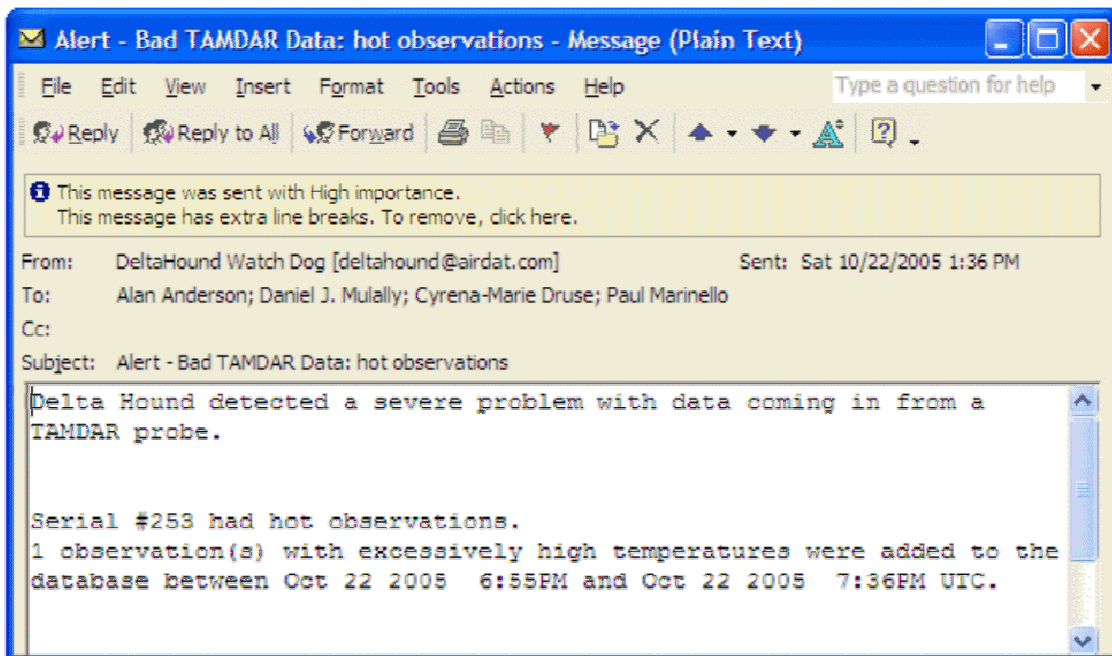 Alert - Bad TAMDAR Data: hot observations - Message (Plain Text)
File Edit View Insert Format Tools Actions Help Type a question for help
Reply Reply to All Forward
This message was sent with High importance.
This message has extra line breaks. To remove, click here.
From: DeltaHound Watch Dog [deltahound@airdat.com] Sent: Sat 10/22/2005 1:36 PM
To: Alan Anderson; Daniel J. Mulally; Cyrena-Marie Druse; Paul Marinello
Cc:
Subject: Alert - Bad TAMDAR Data: hot observations
Delta Hound detected a severe problem with data coming in from a
TAMDAR probe.
Serial #253 had hot observations.
1 observation(s) with excessively high temperatures were added to the
database between Oct 22 2005 6:55PM and Oct 22 2005 7:36PM UTC.